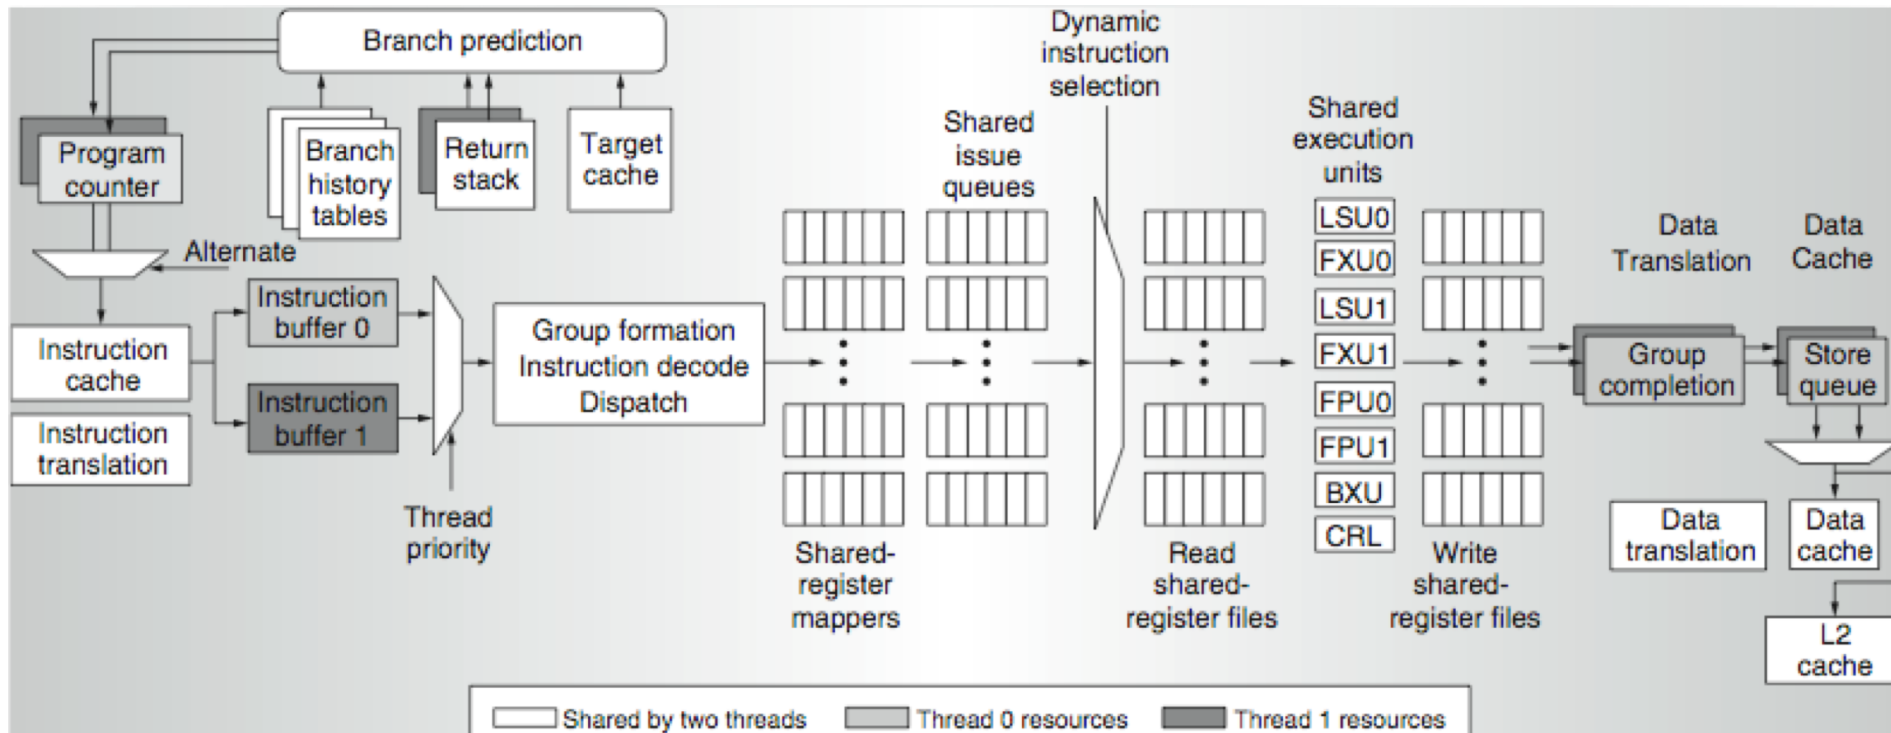 Branch prediction
Program
counter
Branch
history
tables
Return
stack
Target
cache
Alternate
Instruction
cache
Instruction
translation
Instruction
buffer 0
Instruction
buffer 1
Thread
priority
Group formation
Instruction decode
Dispatch
Shared-
register
mappers
Shared
issue
queues
Dynamic
instruction
selection
Read
shared-
register files
Shared
execution
units
LSU0
FXU0
LSU1
FXU1
FPU0
FPU1
BXU
CRL
Write
shared-
register files
Data
Translation
Data
Cache
Group
completion
Store
queue
Data
translation
Data
cache
L2
cache
Shared by two threads
Thread 0 resources
Thread 1 resources